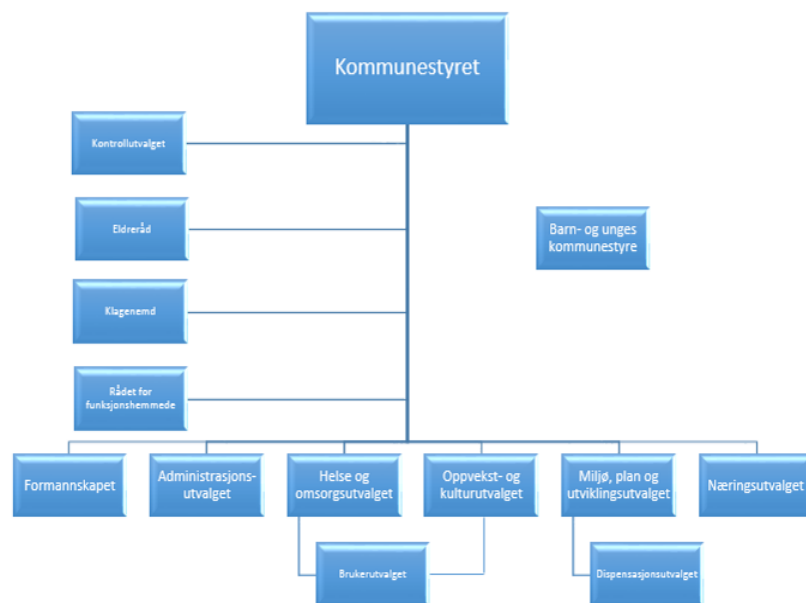 Kommunestyret
Kontrollutvalget
Eldreråd
Barn- og unges
kommunestyre
Klagenemd
Rådet for
funksjonshemmede
Formannskapet
Administrasjons-
utvalget
Helse og
omsorgsutvalget
Oppvekst- og
kulturutvalget
Miljø, plan og
utviklingsutvalget
Næringsutvalget
Brukerutvalget
Dispensasjonsutvalget